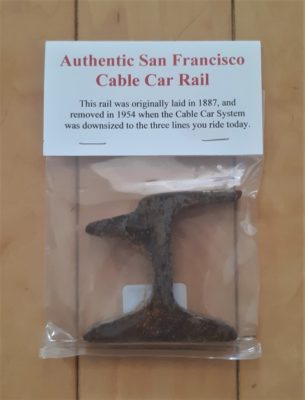 Authentic San Francisco
Cable Car Rail
This rail was originally laid in 1887, and
removed in 1954 when the Cable Car System
was downsized to the three lines you ride today.